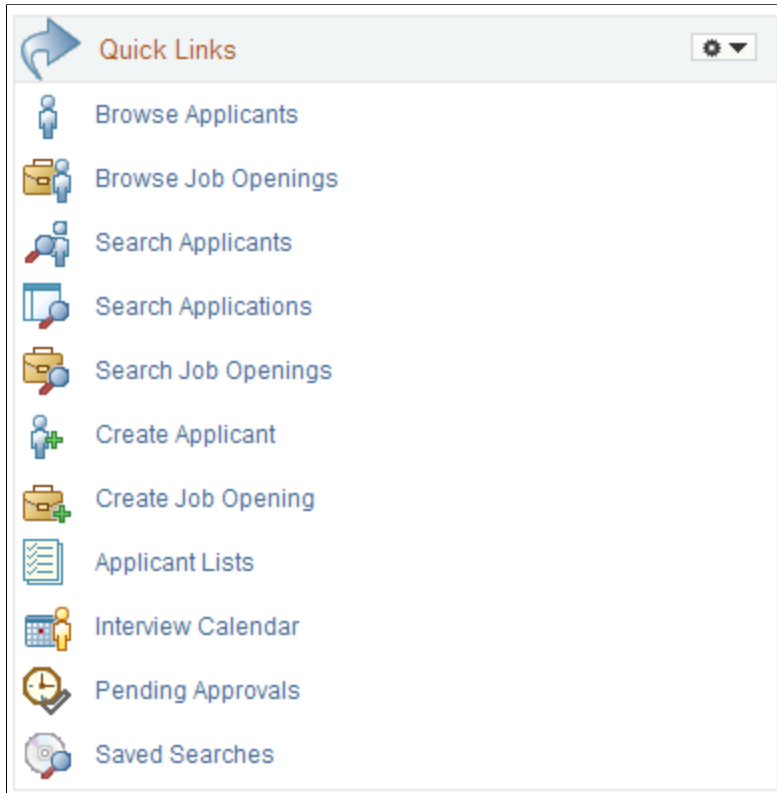 Quick Links
Browse Applicants
Browse Job Openings
Search Applicants
Search Applications
Search Job Openings
Create Applicant
Create Job Opening
Applicant Lists
Interview Calendar
Pending Approvals
Saved Searches